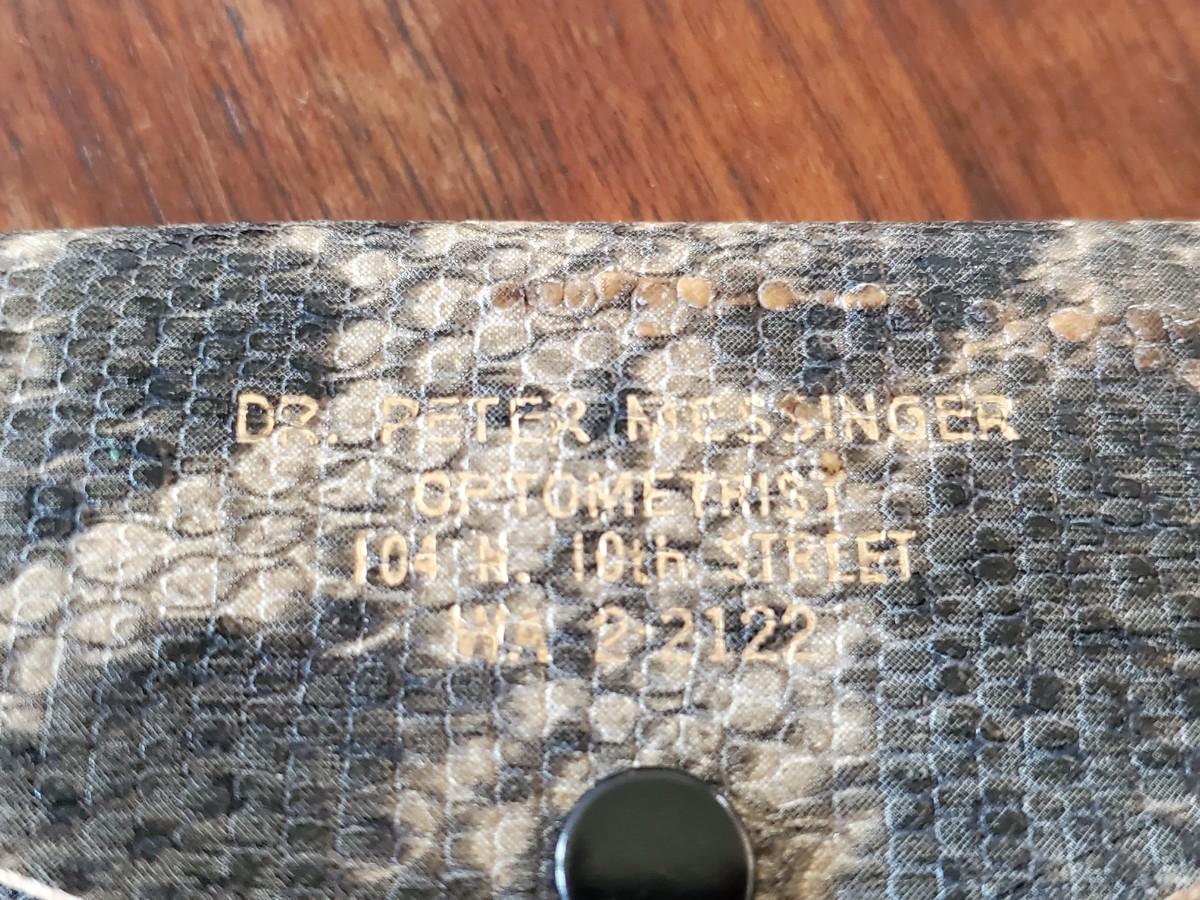 DR. PETER MESSINGER
OPTOMETRIST
104 N. 10th STREET
WA 2-2122